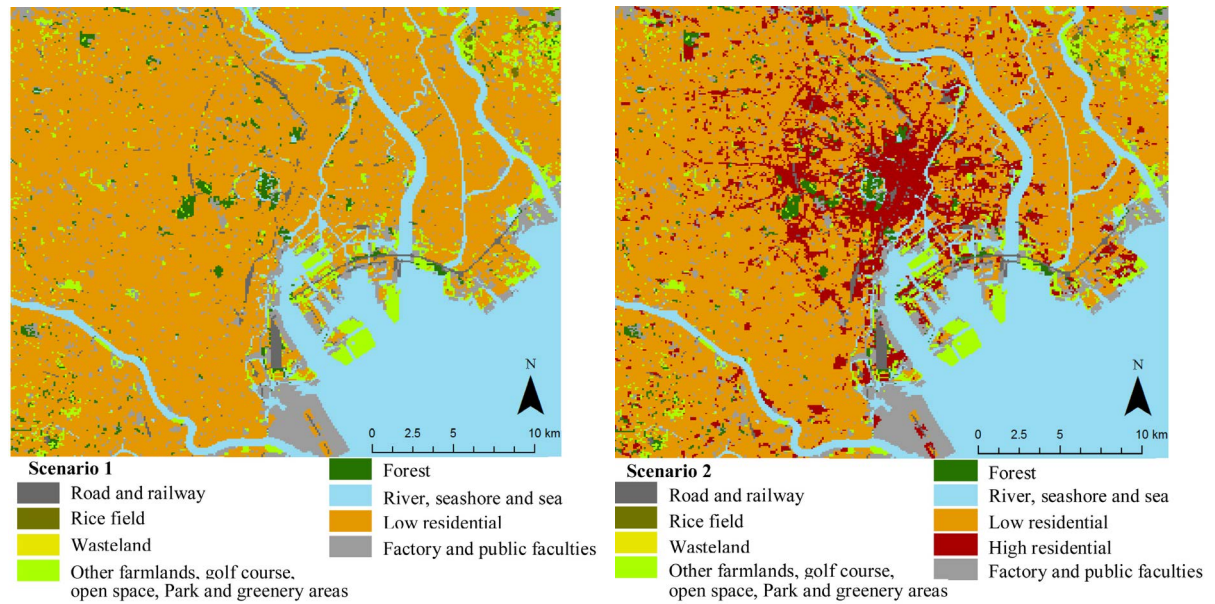 N
0 2.5 5 10 km
Scenario 1
Road and railway
Rice field
Wasteland
Other farmlands, golf course,
open space, Park and greenery areas
Forest
River, seashore and sea
Low residential
Factory and public faculties
N
0 2.5 5 10 km
Scenario 2
Road and railway
Rice field
Wasteland
Other farmlands, golf course,
open space, Park and greenery areas
Forest
River, seashore and sea
Low residential
High residential
Factory and public faculties